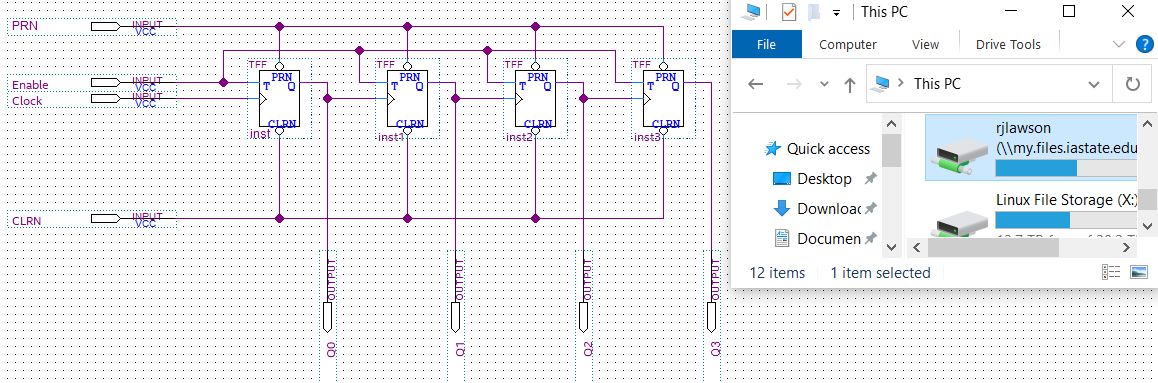 PRN
INPUT
VCC
Enable
INPUT
VCC
Clock
INPUT
VCC
CLRN
INPUT
VCC
TFF
PRN
T
Q
CLRN
inst
TFF
PRN
T
Q
CLRN
inst1
TFF
PRN
T
Q
CLRN
inst2
TFF
PRN
T
Q
CLRN
inst3
OUTPUT
Q0
OUTPUT
Q1
OUTPUT
Q2
OUTPUT
Q3
This PC
File
Computer
View
Drive Tools
?
This PC
Quick access
Desktop
Downloac
Documen
rjlawson
(\\my.files.iastate.edu
Linux File Storage (X:)
12 items
1 item selected